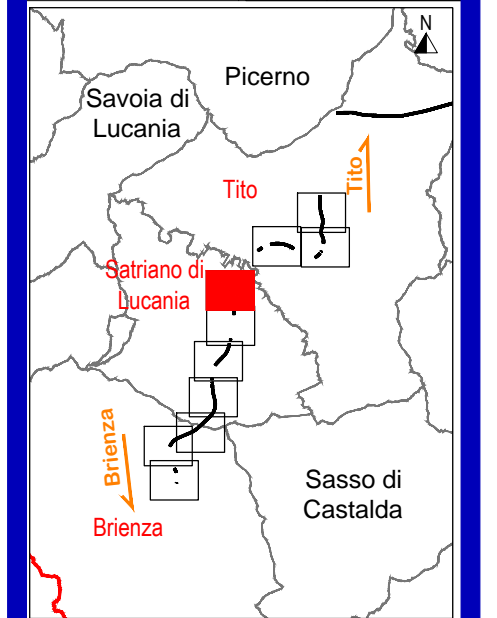 N
Picerno
Savoia di
Lucania
Tito
Tito
Satriano di
Lucania
Brienza
Brienza
Sasso di
Castalda